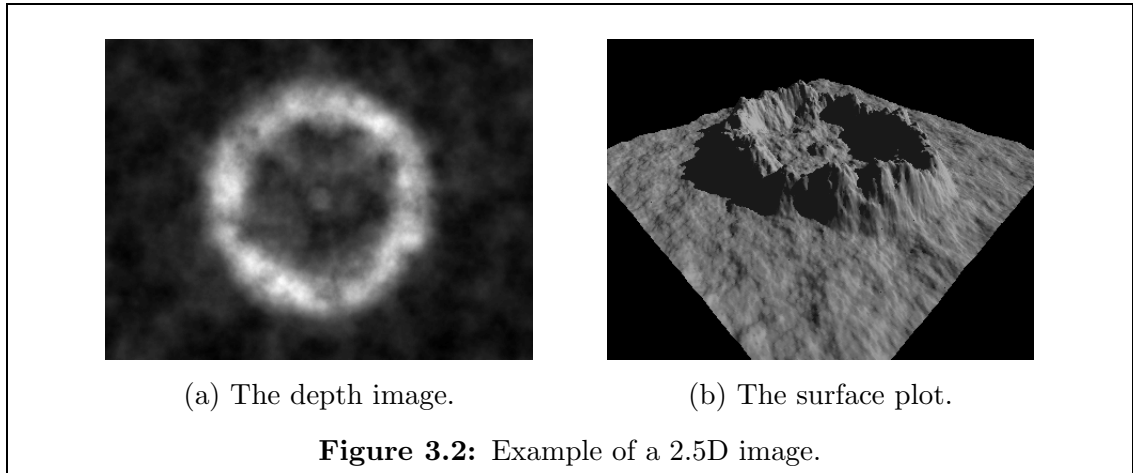 (a) The depth image.
(b) The surface plot.
Figure 3.2: Example of a 2.5D image.